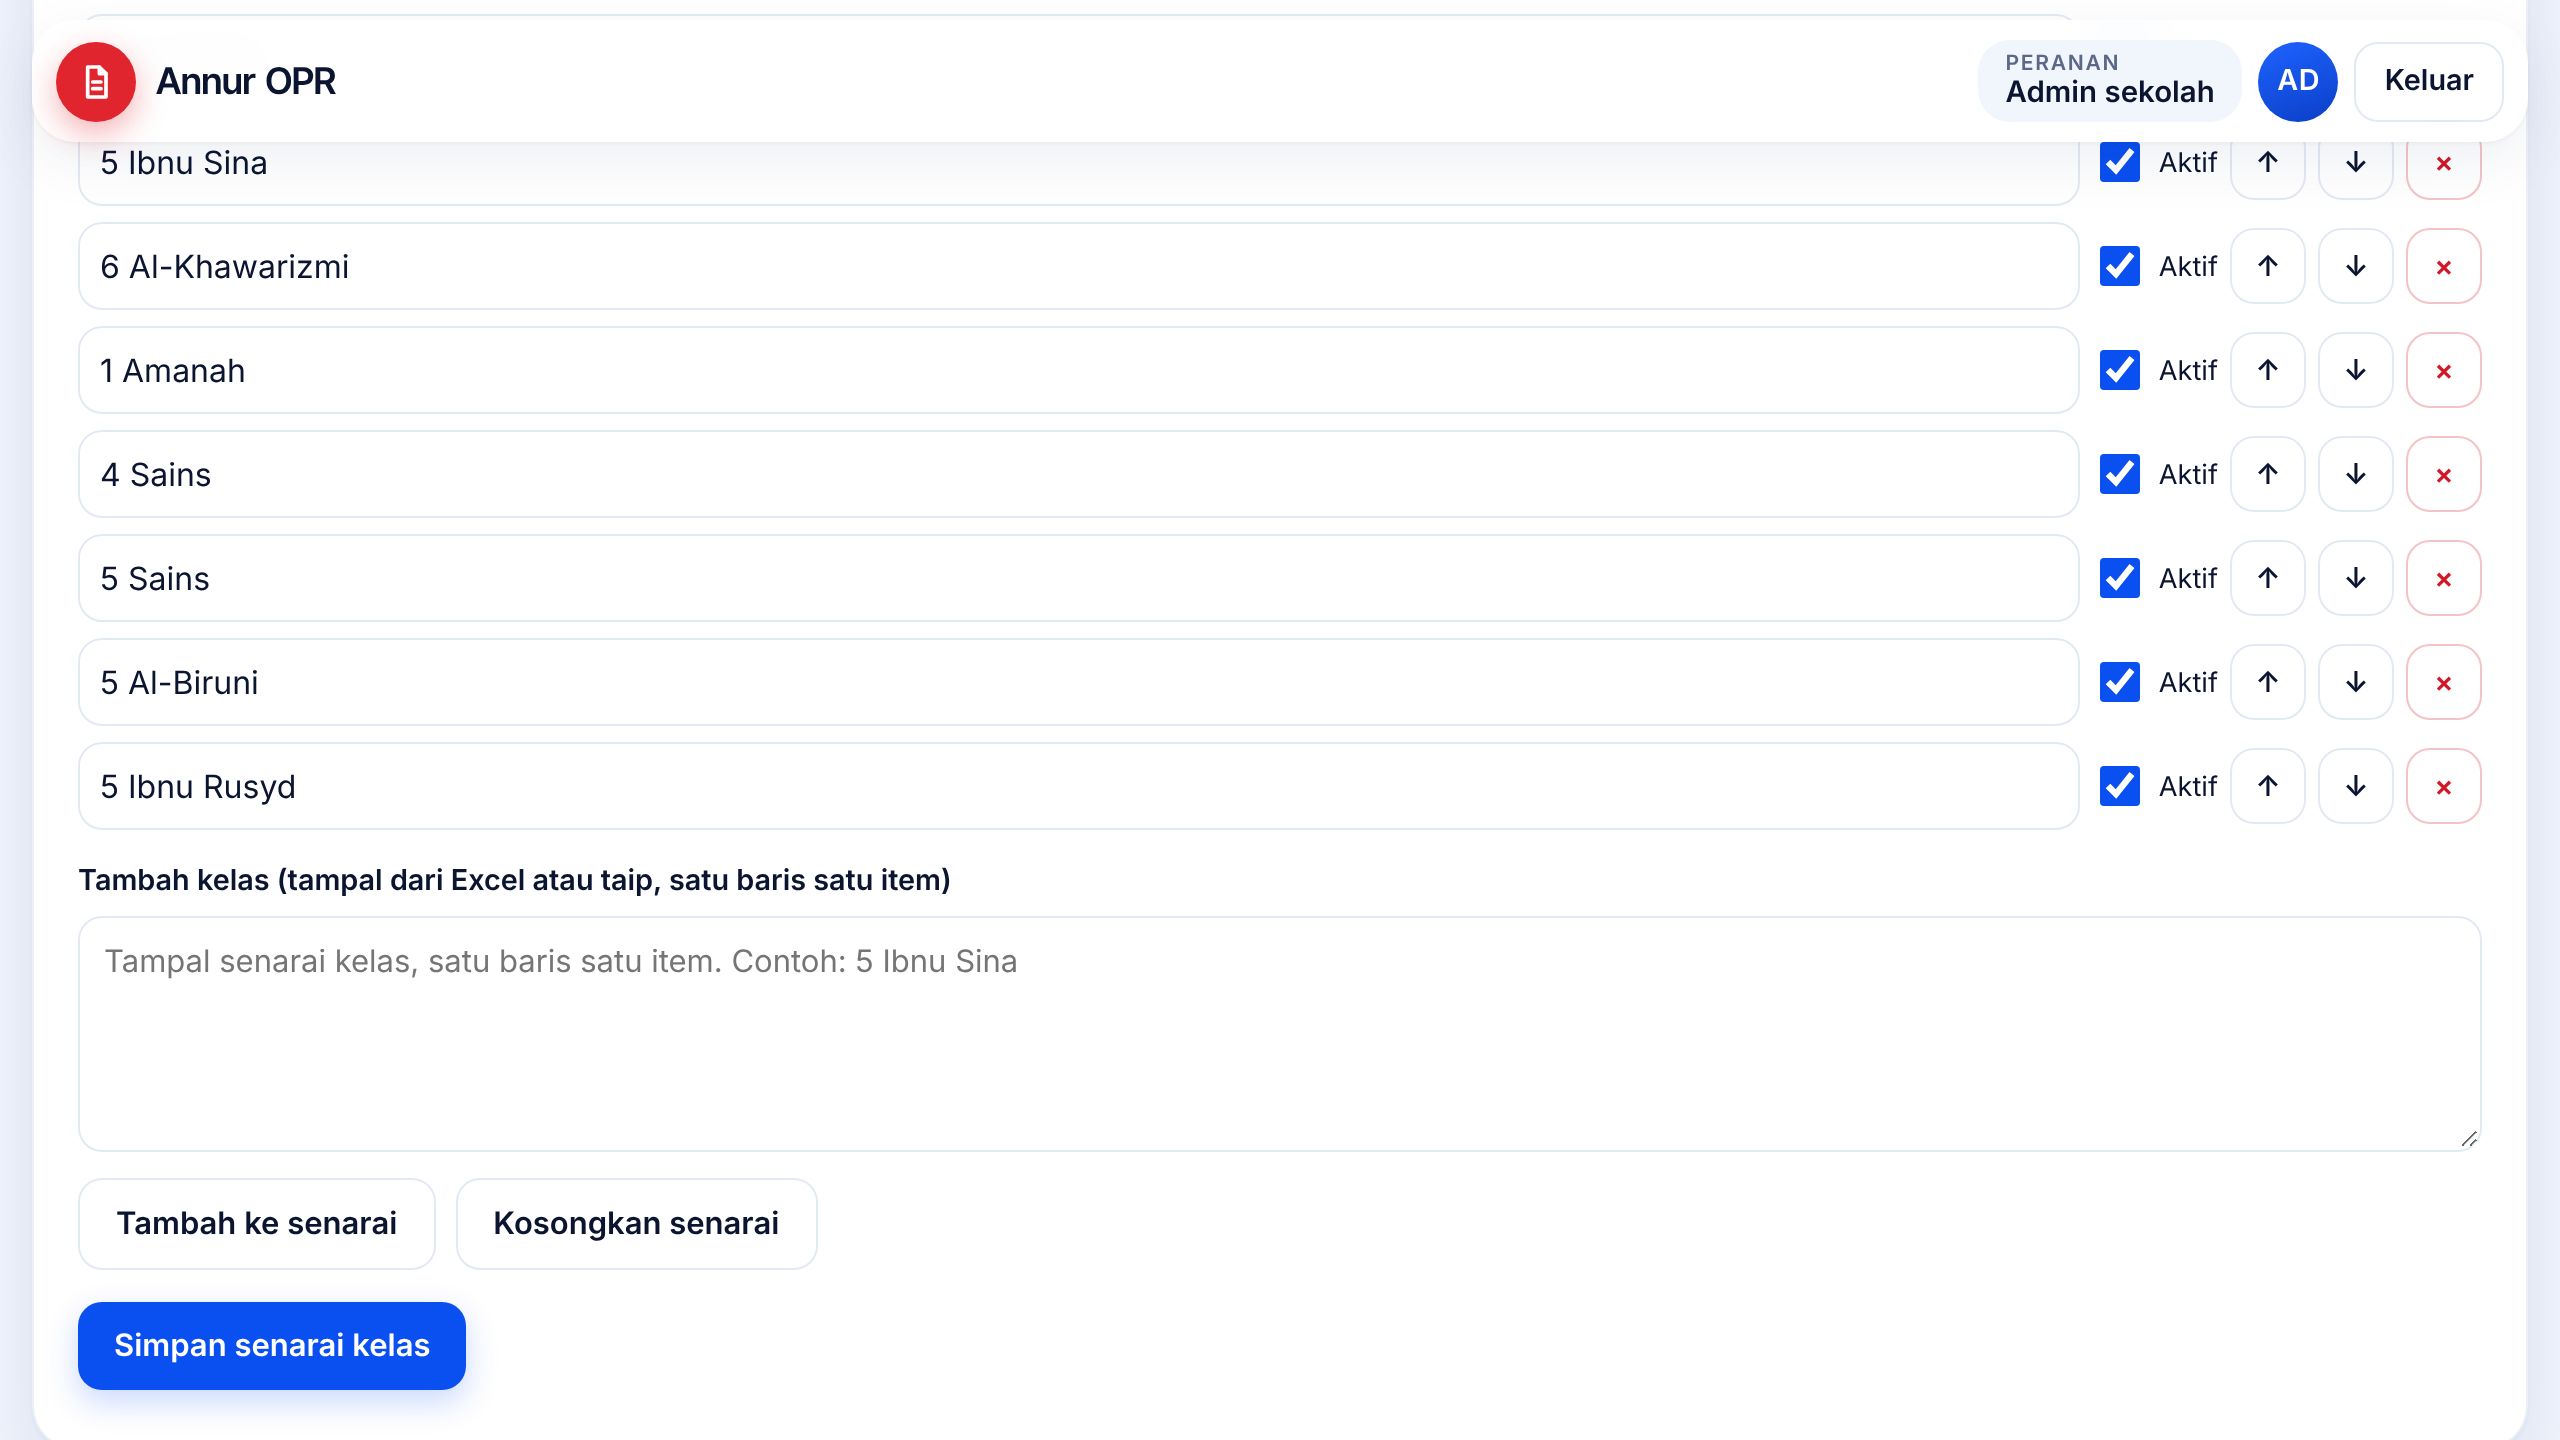 Annur OPR
PERANAN
Admin sekolah
AD
Keluar
5 Ibnu Sina Aktif ↑ ↓ ×
6 Al-Khawarizmi Aktif ↑ ↓ ×
1 Amanah Aktif ↑ ↓ ×
4 Sains Aktif ↑ ↓ ×
5 Sains Aktif ↑ ↓ ×
5 Al-Biruni Aktif ↑ ↓ ×
5 Ibnu Rusyd Aktif ↑ ↓ ×
Tambah kelas (tampal dari Excel atau taip, satu baris satu item)
Tampal senarai kelas, satu baris satu item. Contoh: 5 Ibnu Sina
Tambah ke senarai
Kosongkan senarai
Simpan senarai kelas